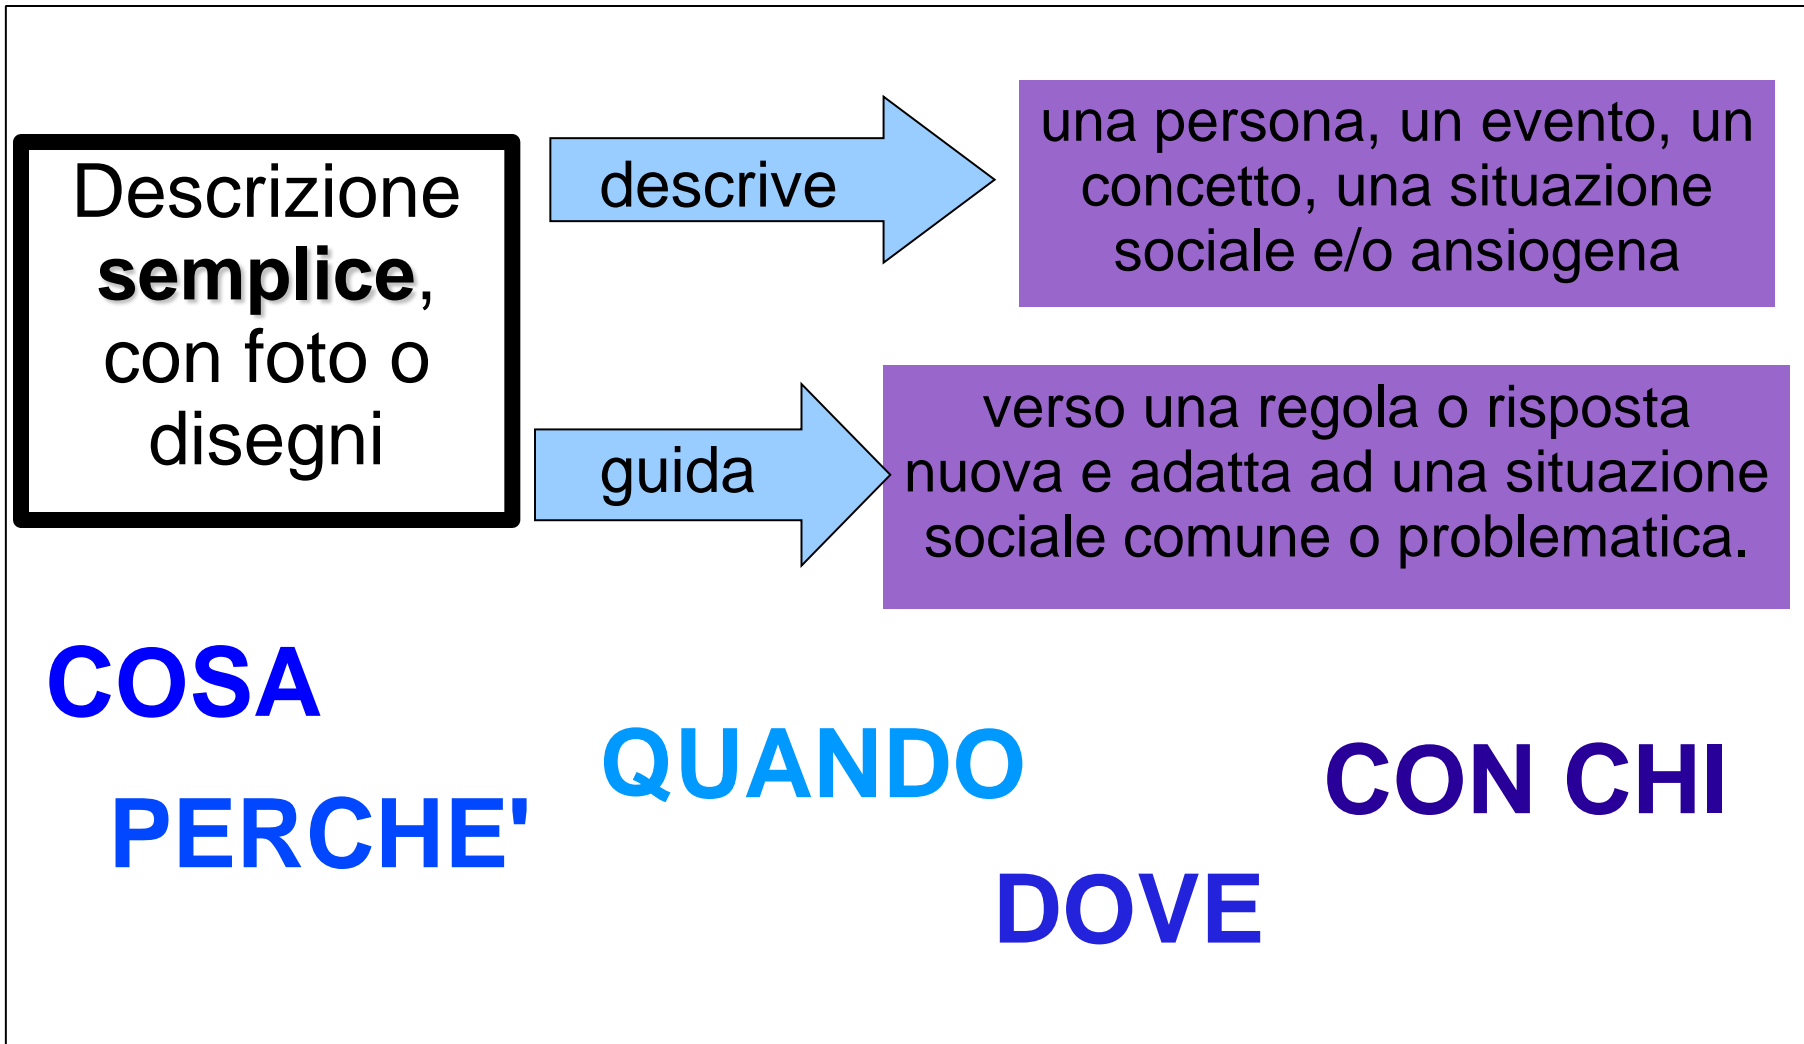 Descrizione
semplice,
con foto o
disegni
descrive
una persona, un evento, un
concetto, una situazione
sociale e/o ansiogena
guida
verso una regola o risposta
nuova e adatta ad una situazione
sociale comune o problematica.
COSA
PERCHE'
QUANDO
DOVE
CON CHI